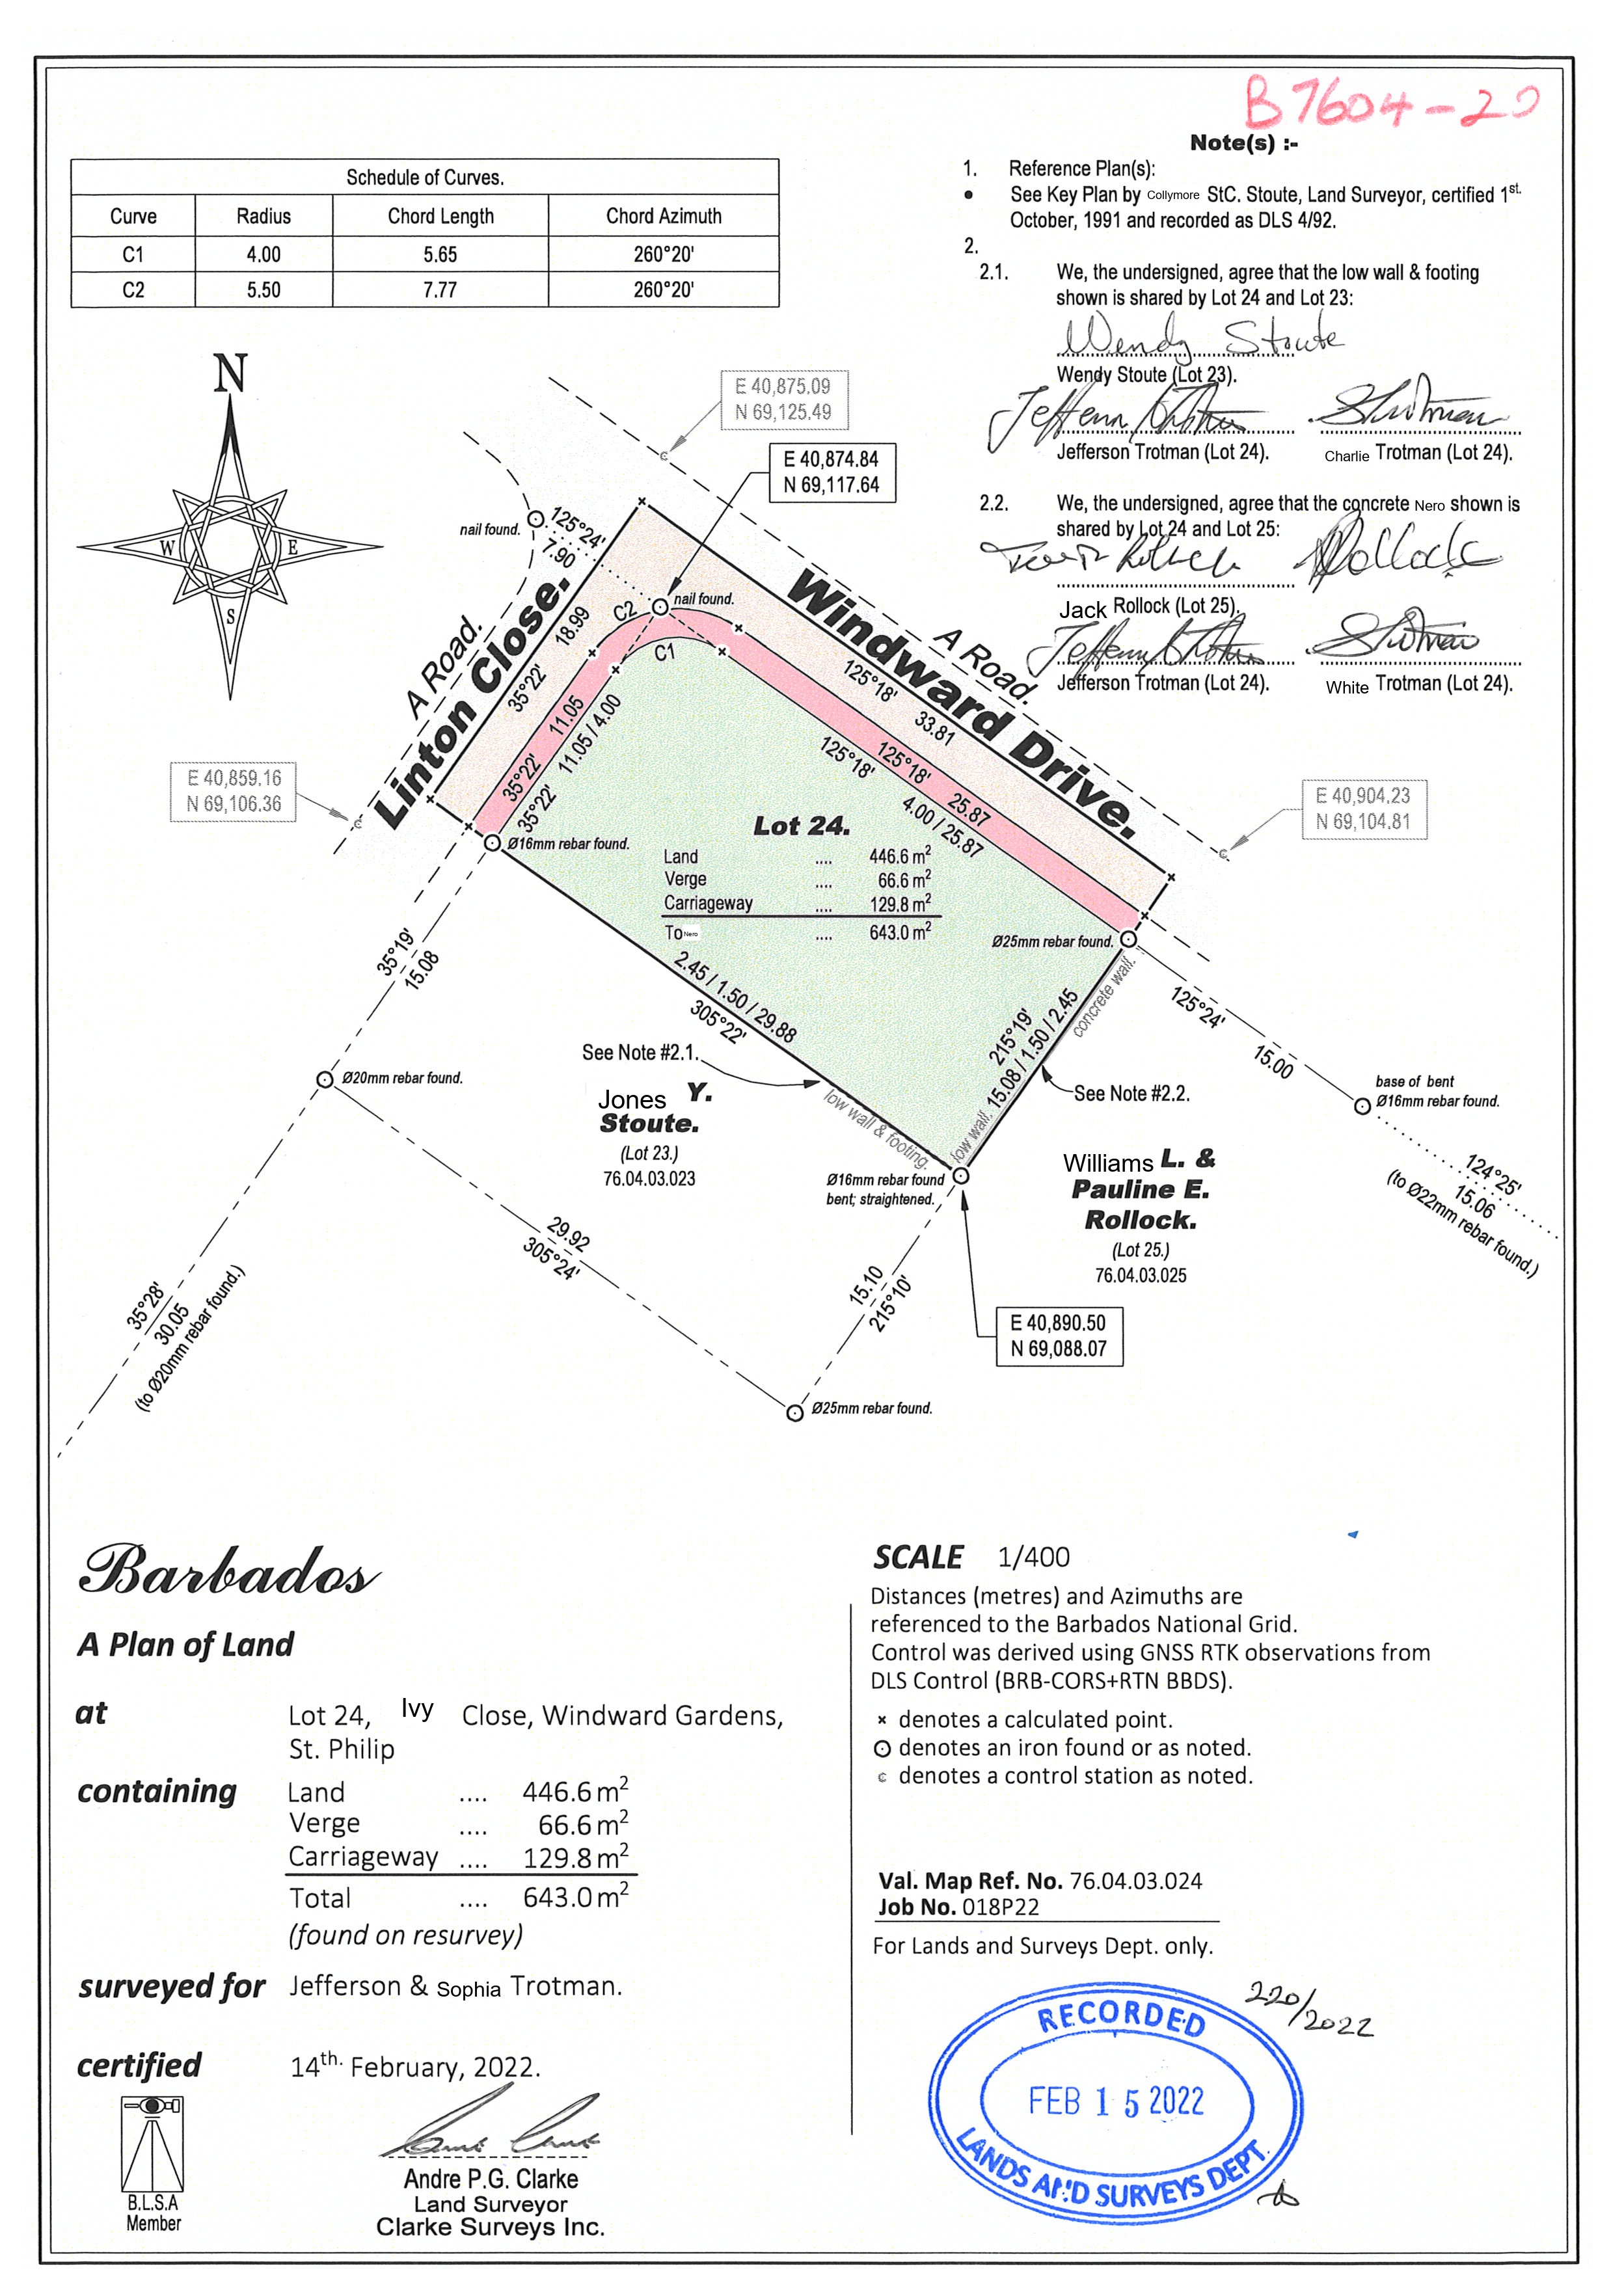 B7604-20
Note(s) :-
1. Reference Plan(s):
• See Key Plan by Collymore StC. Stoute, Land Surveyor, certified 1st.
October, 1991 and recorded as DLS 4/92.
2.
2.1. We, the undersigned, agree that the low wall & footing
shown is shared by Lot 24 and Lot 23:
Wendy Stoute
Wendy Stoute (Lot 23).
Jefferson Trotman (Lot 24). Charlie Trotman (Lot 24).
2.2. We, the undersigned, agree that the concrete Nero shown is
shared by Lot 24 and Lot 25:
Jack Rollock (Lot 25).
Jefferson Trotman (Lot 24). White Trotman (Lot 24).
Schedule of Curves.
Curve Radius Chord Length Chord Azimuth
C1 4.00 5.65 260°20'
C2 5.50 7.77 260°20'
N
W E
S
E 40,875.09
N 69,125.49
E 40,874.84
N 69,117.64
nail found.
125°24'
7.90
nail found.
C2
C1
A Road.
Linton Close.
35°22' 18.99
35°22' 11.05
35°22' 11.05 / 4.00
Windward Drive.
A Road.
125°18' 33.81
125°18' 25.87
125°18' 4.00 / 25.87
E 40,859.16
N 69,106.36
E 40,904.23
N 69,104.81
Ø16mm rebar found.
Lot 24.
Land .... 446.6 m²
Verge .... 66.6 m²
Carriageway .... 129.8 m²
To Nero .... 643.0 m²
Ø25mm rebar found.
35°19'
15.08
2.45 / 1.50 / 29.88
305°22'
215°19'
15.08 / 1.50 / 2.45
concrete wall.
low wall.
125°24'
15.00
See Note #2.1.
See Note #2.2.
low wall & footing.
Ø20mm rebar found.
base of bent
Ø16mm rebar found.
Jones Y.
Stoute.
(Lot 23.)
76.04.03.023
Ø16mm rebar found
bent; straightened.
Williams L. &
Pauline E.
Rollock.
(Lot 25.)
76.04.03.025
124°25'
15.06
(to Ø22mm rebar found.)
29.92
305°24'
15.10
215°10'
35°28'
30.05
(to Ø20mm rebar found.)
E 40,890.50
N 69,088.07
Ø25mm rebar found.
Barbados
A Plan of Land
at Lot 24, Ivy Close, Windward Gardens,
St. Philip
containing Land .... 446.6 m²
Verge .... 66.6 m²
Carriageway .... 129.8 m²
Total .... 643.0 m²
(found on resurvey)
surveyed for Jefferson & Sophia Trotman.
certified 14th. February, 2022.
B.L.S.A
Member
Andre P.G. Clarke
Land Surveyor
Clarke Surveys Inc.
SCALE 1/400
Distances (metres) and Azimuths are
referenced to the Barbados National Grid.
Control was derived using GNSS RTK observations from
DLS Control (BRB-CORS+RTN BBDS).
× denotes a calculated point.
⊙ denotes an iron found or as noted.
c denotes a control station as noted.
Val. Map Ref. No. 76.04.03.024
Job No. 018P22
For Lands and Surveys Dept. only.
220/2022
RECORDED
FEB 15 2022
LANDS AND SURVEYS DEPT.